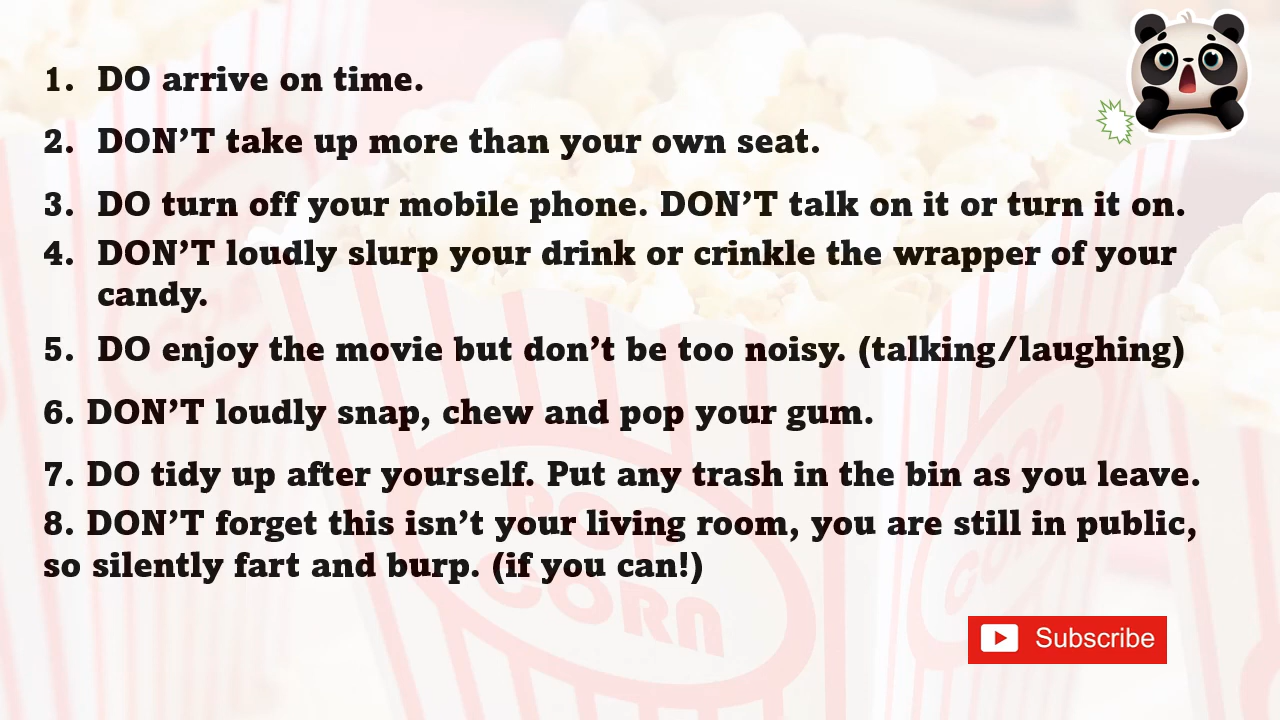 1. DO arrive on time.
2. DON’T take up more than your own seat.
3. DO turn off your mobile phone. DON’T talk on it or turn it on.
4. DON’T loudly slurp your drink or crinkle the wrapper of your
candy.
5. DO enjoy the movie but don’t be too noisy. (talking/laughing)
6. DON’T loudly snap, chew and pop your gum.
7. DO tidy up after yourself. Put any trash in the bin as you leave.
8. DON’T forget this isn’t your living room, you are still in public,
so silently fart and burp. (if you can!)
POP
CORN
Subscribe